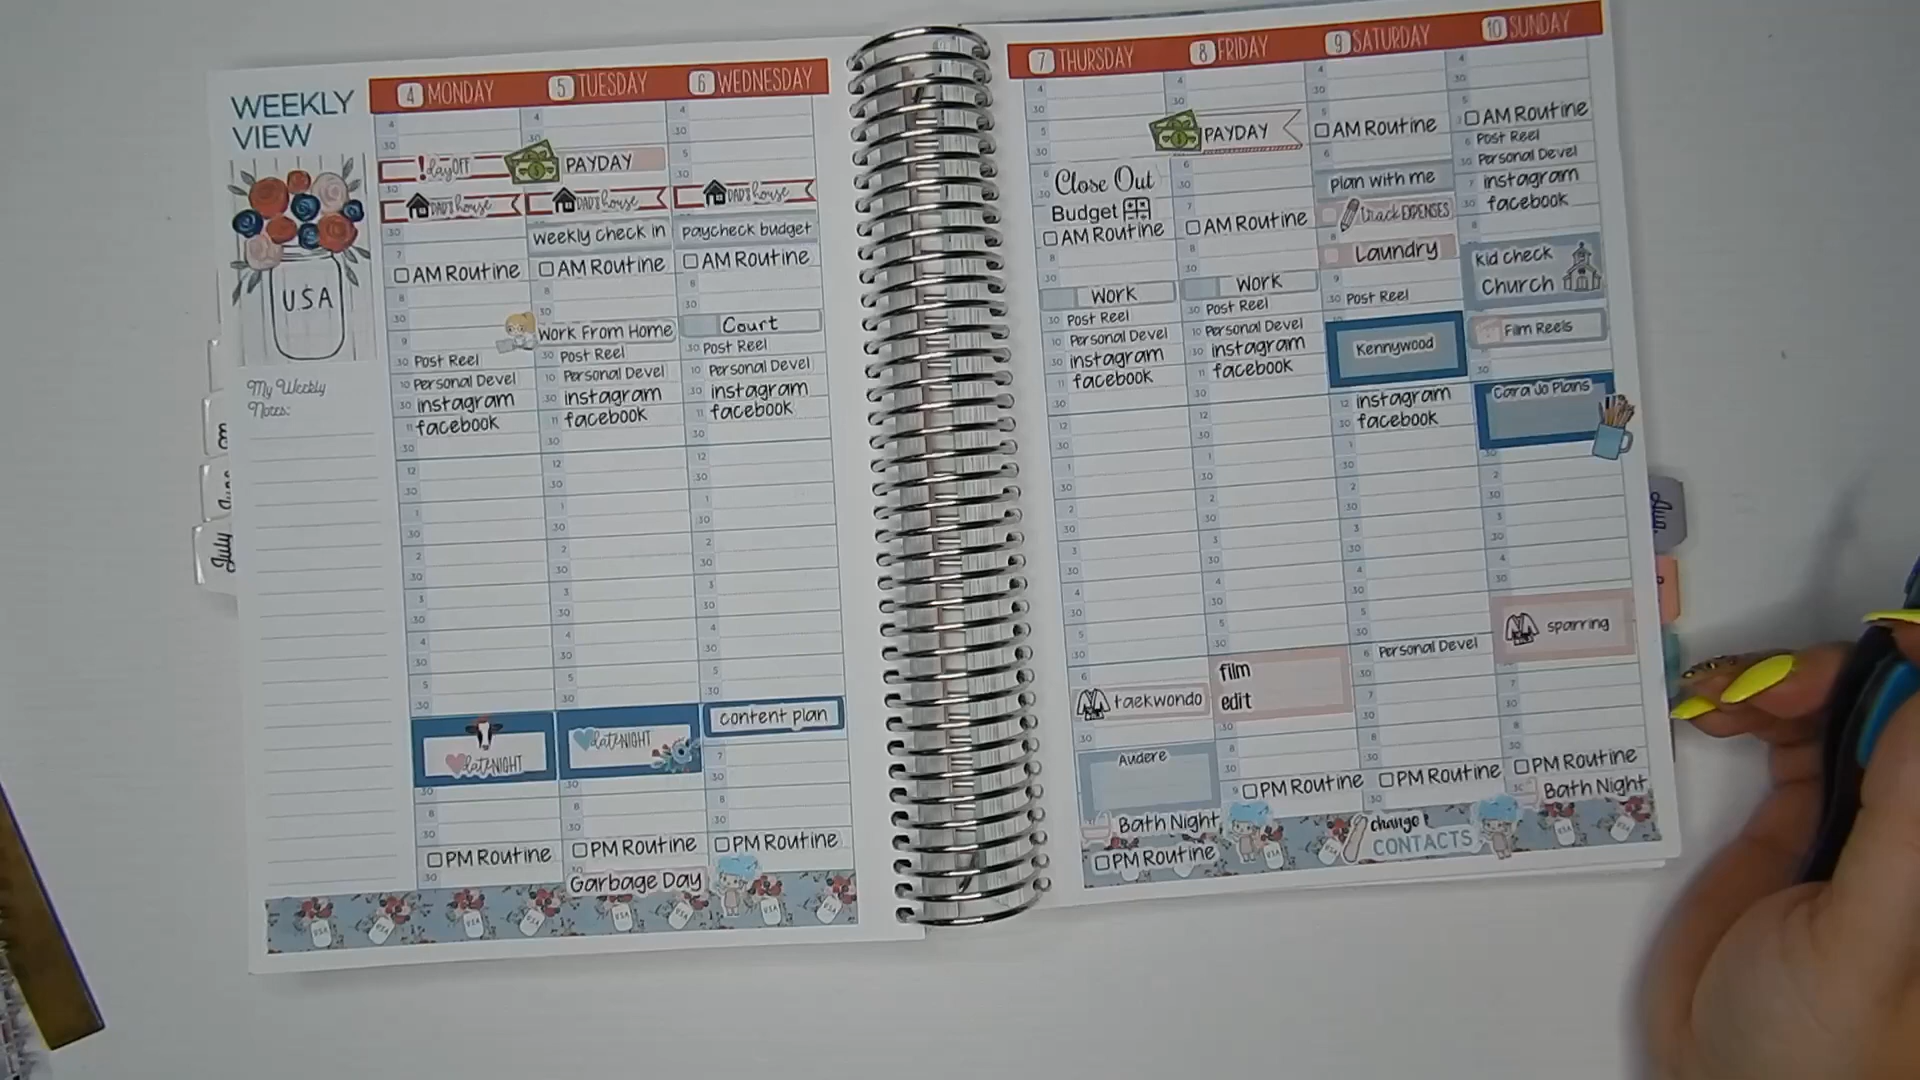 WEEKLY
VIEW
USA
My Weekly
Notes:
July
June
4 MONDAY
! day OFF
DAD'S house
AM Routine
Post Reel
Personal Devel
instagram
facebook
date NIGHT
PM Routine
5 TUESDAY
PAYDAY
DAD'S house
weekly check in
AM Routine
Work From Home
Post Reel
Personal Devel
instagram
facebook
date NIGHT
PM Routine
Garbage Day
6 WEDNESDAY
DAD'S house
paycheck budget
AM Routine
Court
Post Reel
Personal Devel
instagram
facebook
content plan
PM Routine
7 THURSDAY
Close Out
Budget
AM Routine
Work
Post Reel
Personal Devel
instagram
facebook
taekwondo
Audere
Bath Night
PM Routine
8 FRIDAY
PAYDAY
AM Routine
Work
Post Reel
Personal Devel
instagram
facebook
film
edit
PM Routine
9 SATURDAY
AM Routine
plan with me
track EXPENSES
Laundry
Post Reel
Kennywood
instagram
facebook
Personal Devel
PM Routine
change
CONTACTS
10 SUNDAY
AM Routine
Post Reel
Personal Devel
instagram
facebook
kid check
Church
Film Reels
Cara Jo Plans
sparring
PM Routine
Bath Night